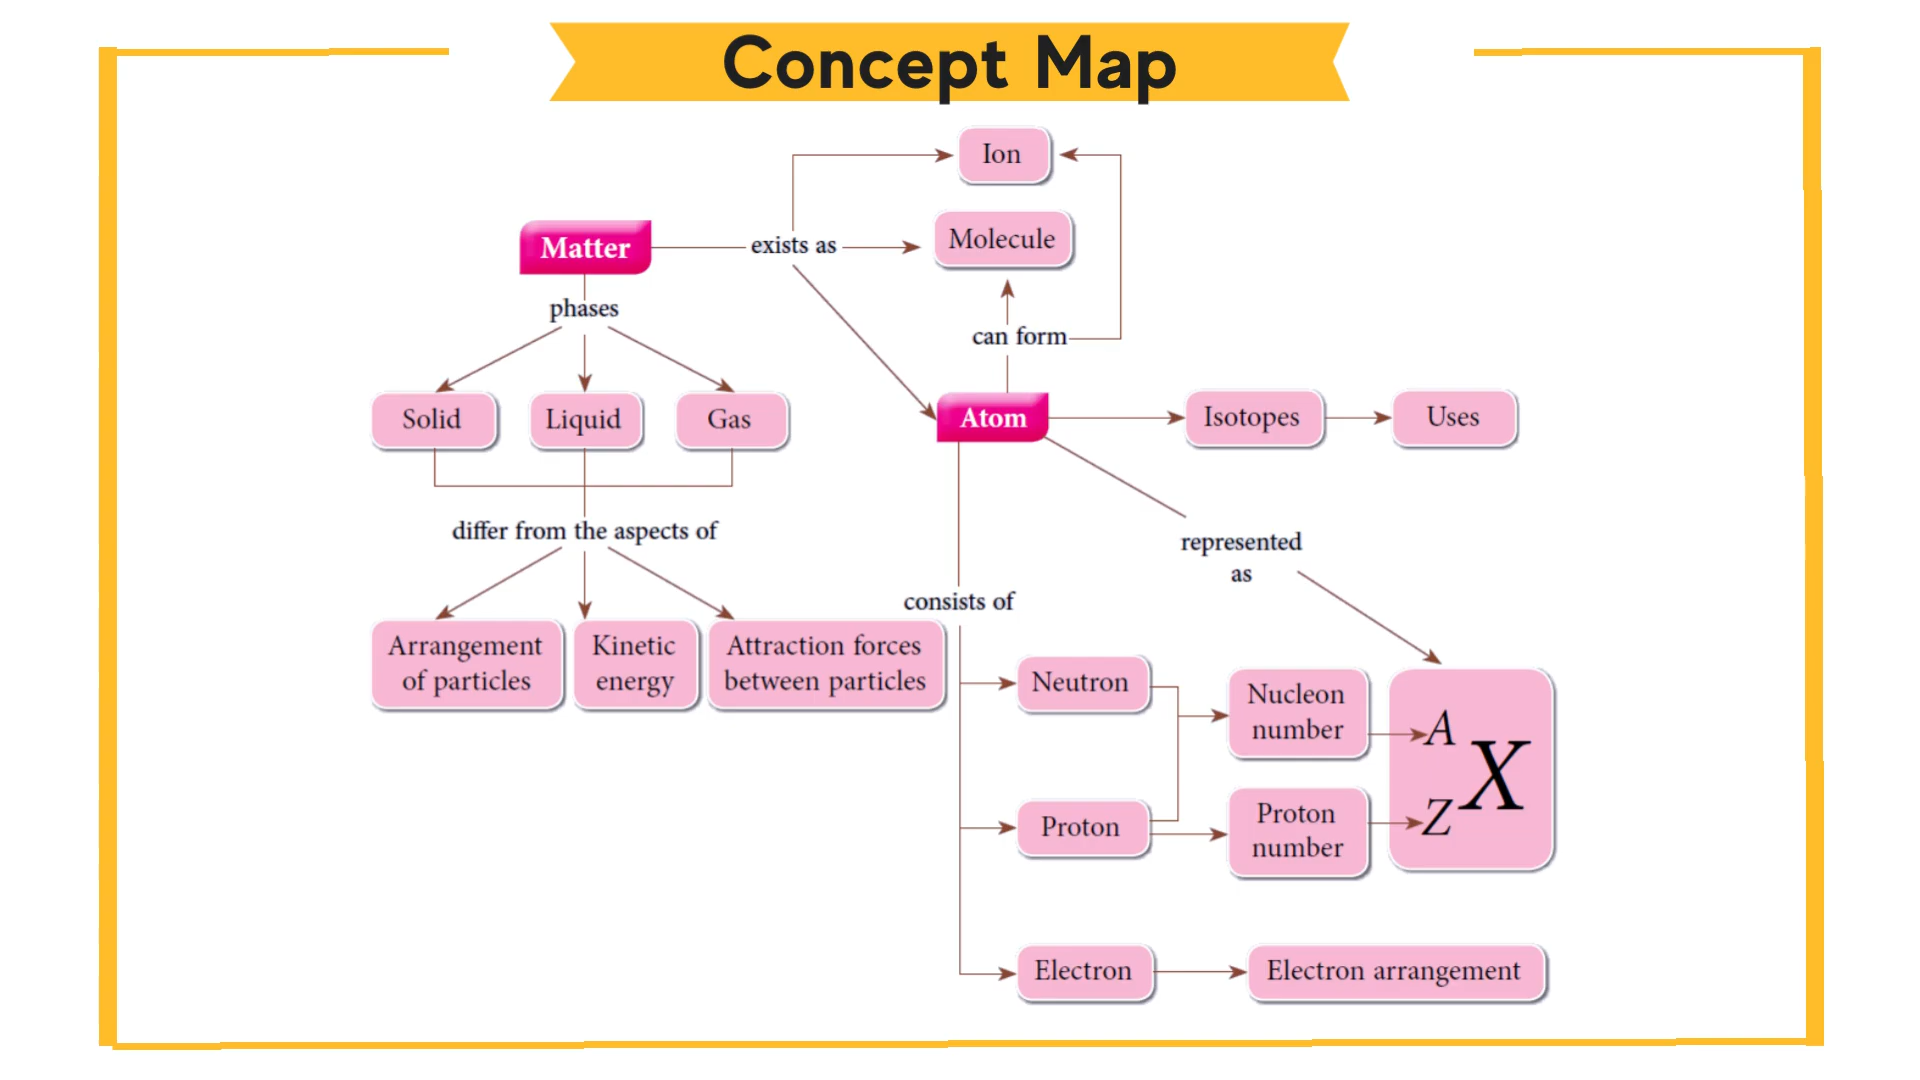 Concept Map
Ion
Matter
exists as
Molecule
phases
can form
Solid
Liquid
Gas
Atom
Isotopes
Uses
differ from the aspects of
represented
as
consists of
Arrangement
of particles
Kinetic
energy
Attraction forces
between particles
Neutron
Nucleon
number
A
X
Z
Proton
Proton
number
Electron
Electron arrangement